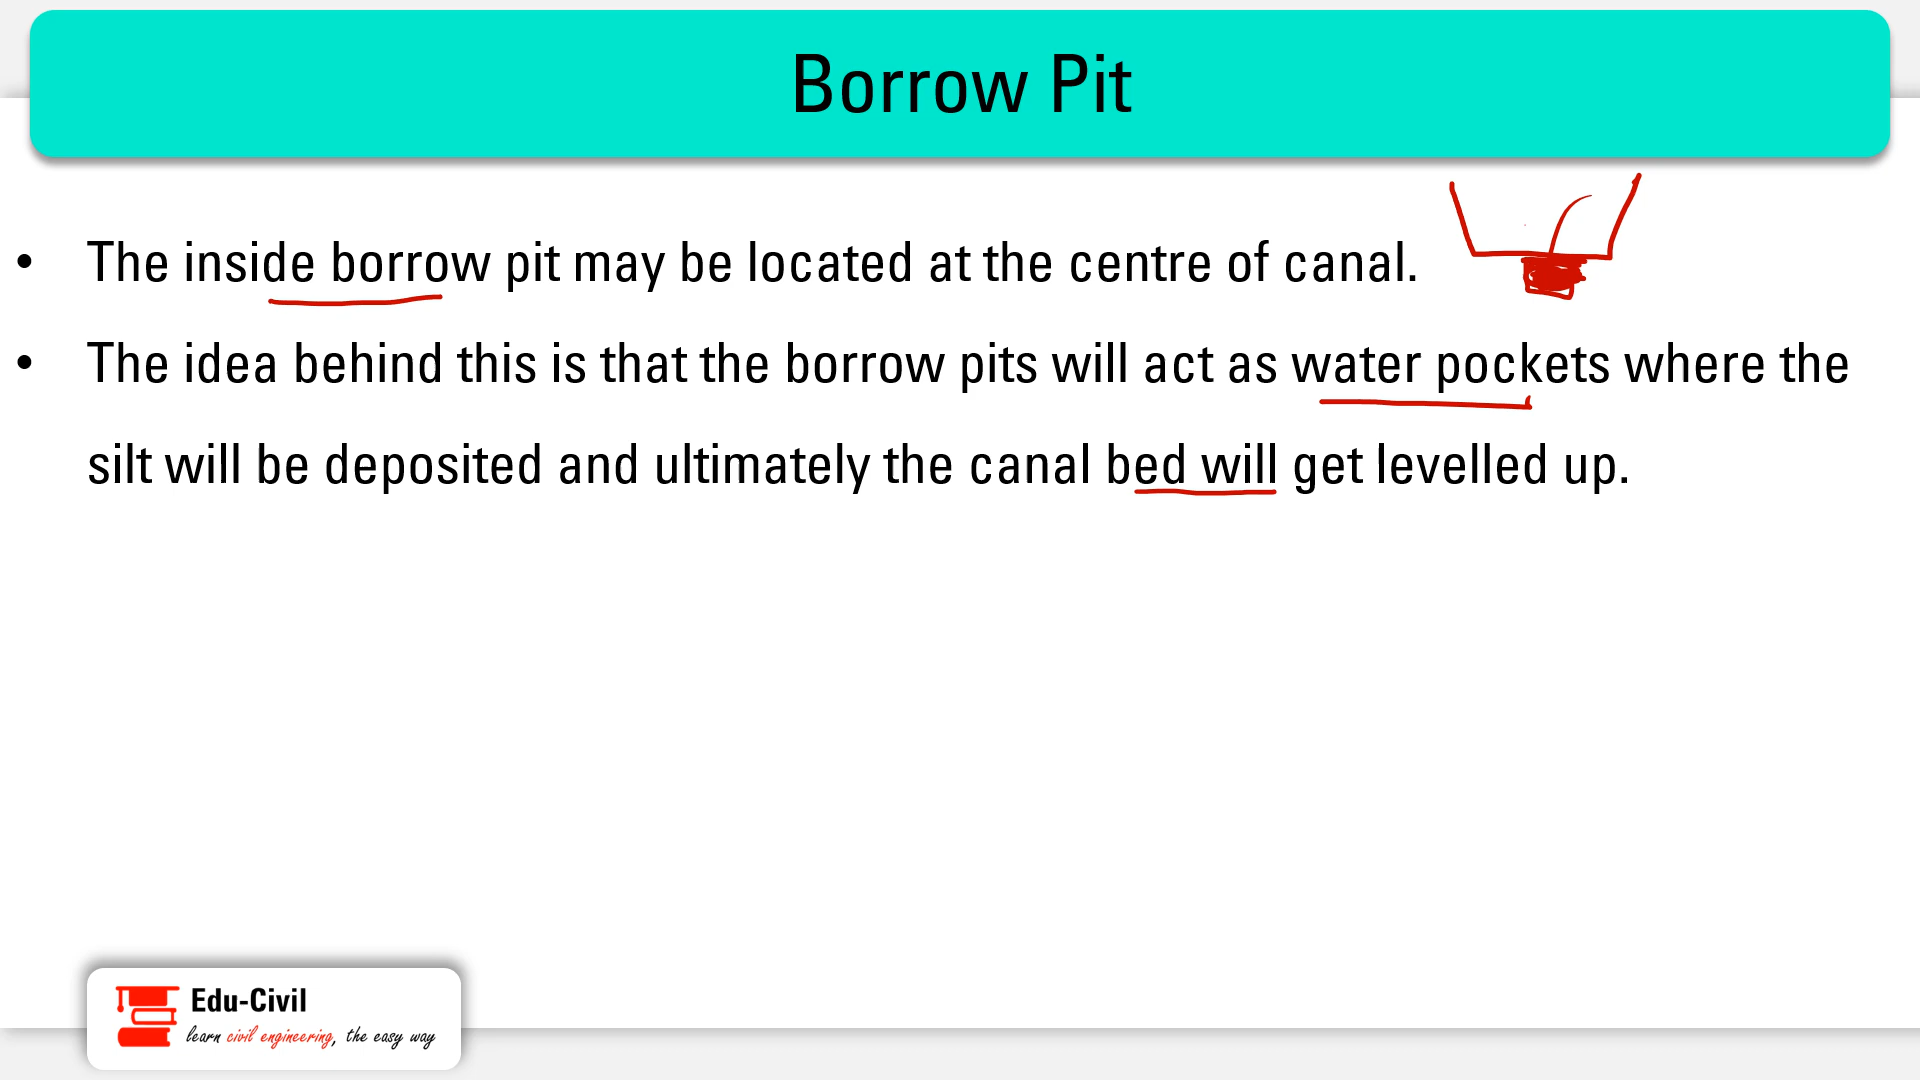 Borrow Pit
• The inside borrow pit may be located at the centre of canal.
• The idea behind this is that the borrow pits will act as water pockets where the
silt will be deposited and ultimately the canal bed will get levelled up.
Edu-Civil
learn civil engineering, the easy way